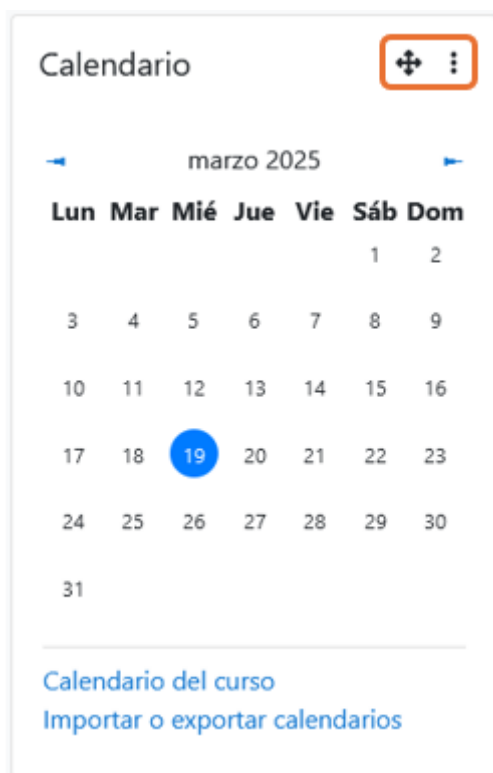 Calendario
marzo 2025
Lun Mar Mié Jue Vie Sáb Dom
1 2
3 4 5 6 7 8 9
10 11 12 13 14 15 16
17 18 19 20 21 22 23
24 25 26 27 28 29 30
31
Calendario del curso
Importar o exportar calendarios